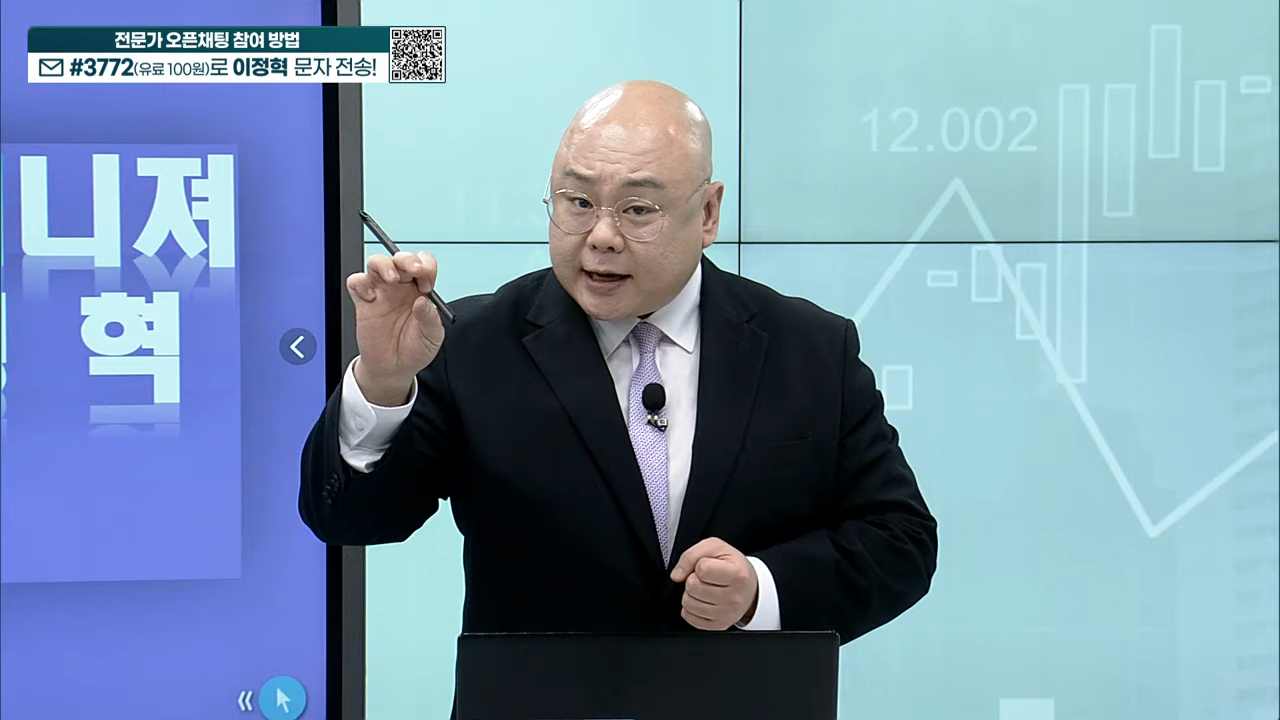 전문가 오픈채팅 참여 방법
#3772(유료 100원)로 이정혁 문자 전송!
니져
혁
12.002